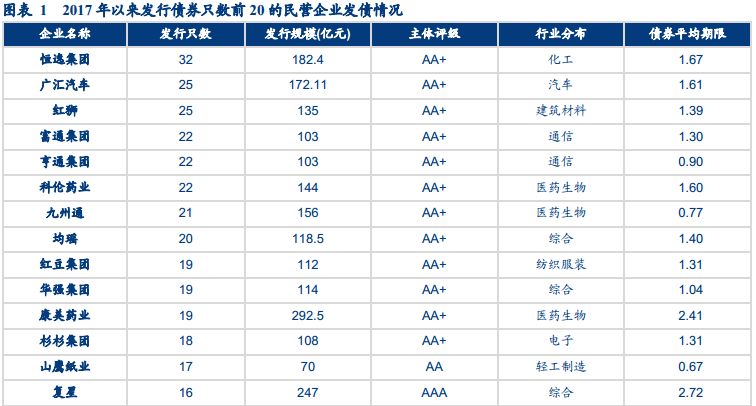 图表 1 2017 年以来发行债券只数前 20 的民营企业发债情况
企业名称 发行只数 发行规模(亿元) 主体评级 行业分布 债券平均期限
恒逸集团 32 182.4 AA+ 化工 1.67
广汇汽车 25 172.11 AA+ 汽车 1.61
红狮 25 135 AA+ 建筑材料 1.39
富通集团 22 103 AA+ 通信 1.30
亨通集团 22 103 AA+ 通信 0.90
科伦药业 22 144 AA+ 医药生物 1.60
九州通 21 156 AA+ 医药生物 0.77
均瑶 20 118.5 AA+ 综合 1.40
红豆集团 19 112 AA+ 纺织服装 1.31
华强集团 19 114 AA+ 综合 1.04
康美药业 19 292.5 AA+ 医药生物 2.41
杉杉集团 18 108 AA+ 电子 1.31
山鹰纸业 17 70 AA 轻工制造 0.67
复星 16 247 AAA 综合 2.72